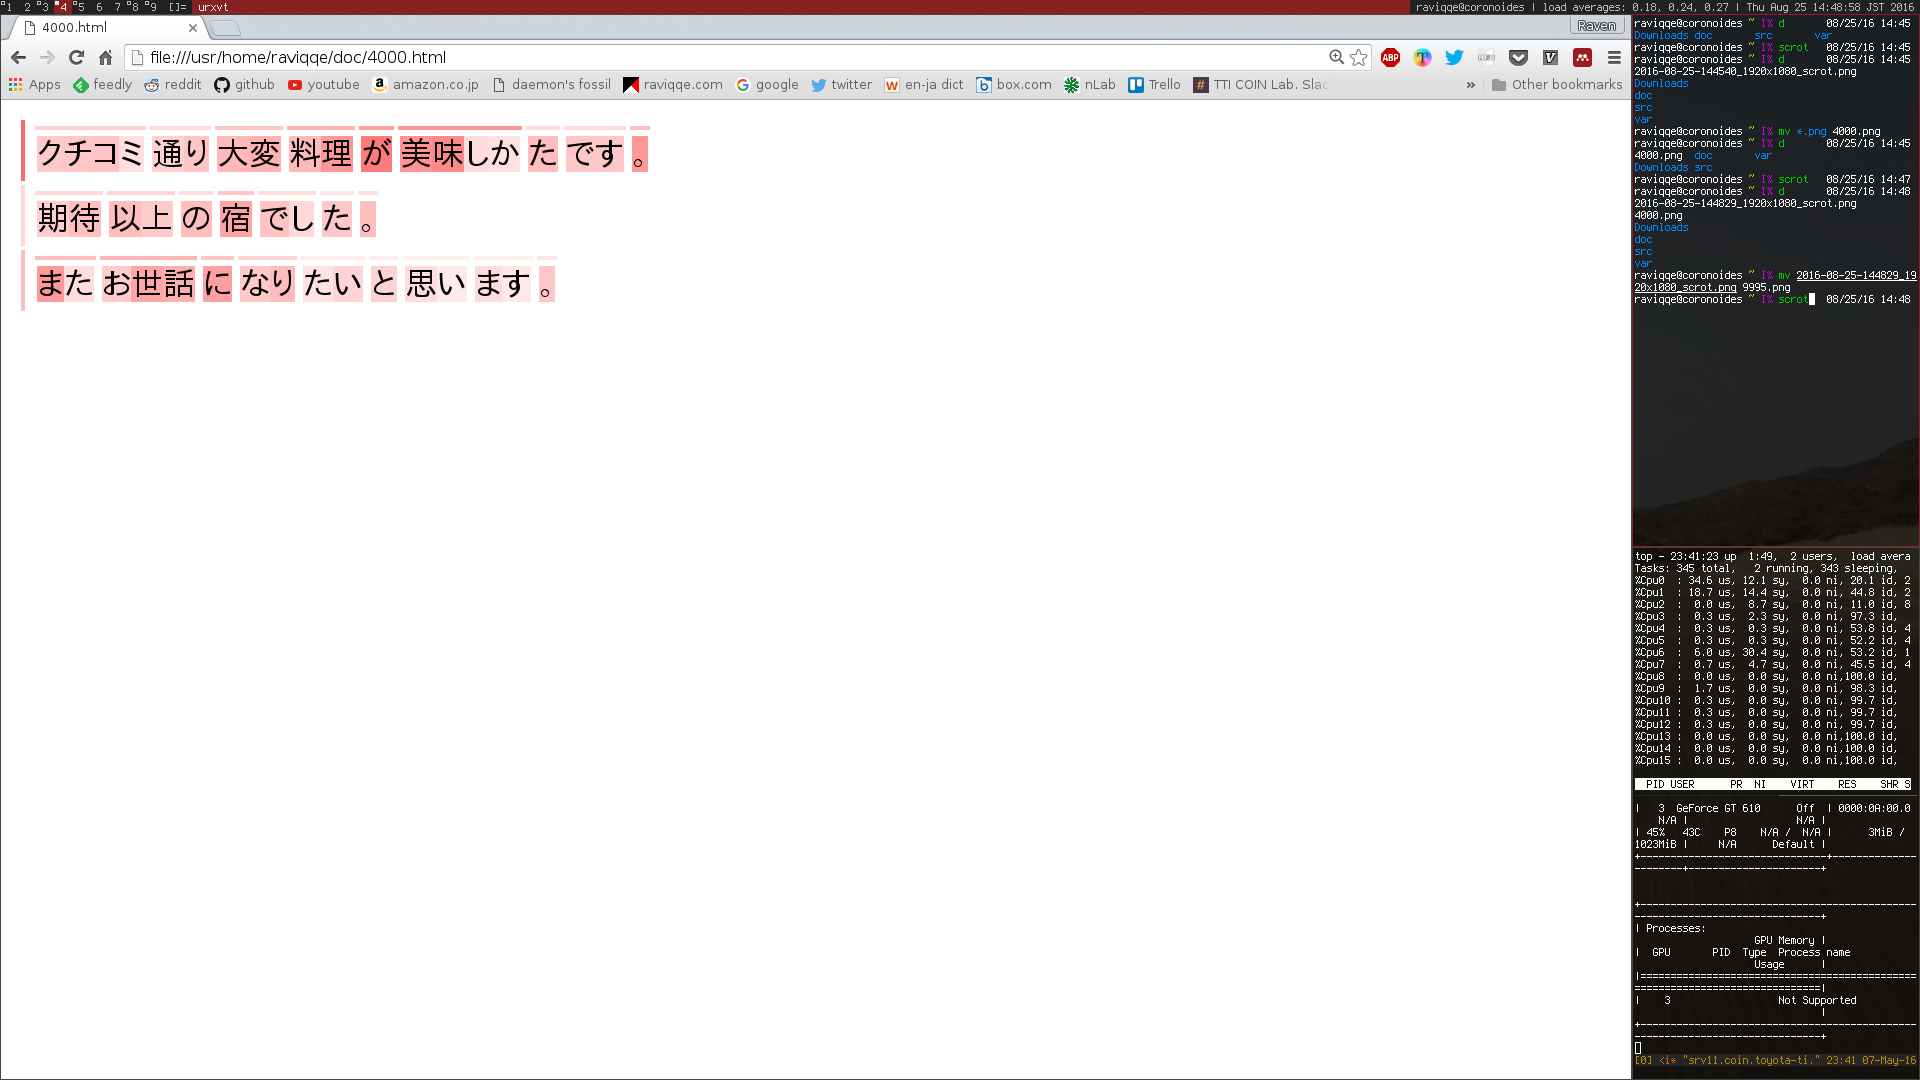 1 2 3 4 5 6 7 8 9 []= urxvt
raviqqe@coronoides | load averages: 0.18, 0.24, 0.27 | Thu Aug 25 14:48:58 JST 2016
4000.html
Raven
file:///usr/home/raviqqe/doc/4000.html
Apps feedly reddit github youtube amazon.co.jp daemon's fossil raviqqe.com google twitter en-ja dict box.com nLab Trello TTI COIN Lab. Slac » Other bookmarks
クチコミ 通り 大変 料理 が 美味しか た です 。
期待 以上 の 宿 でし た 。
また お世話 に なり たい と 思い ます 。
raviqqe@coronoides ~ I% d 08/25/16 14:45
Downloads doc src var
raviqqe@coronoides ~ I% scrot 08/25/16 14:45
raviqqe@coronoides ~ I% d 08/25/16 14:45
2016-08-25-144540_1920x1080_scrot.png
Downloads
doc
src
var
raviqqe@coronoides ~ I% mv *.png 4000.png
raviqqe@coronoides ~ I% d 08/25/16 14:45
4000.png doc var
Downloads src
raviqqe@coronoides ~ I% scrot 08/25/16 14:47
raviqqe@coronoides ~ I% d 08/25/16 14:48
2016-08-25-144829_1920x1080_scrot.png
4000.png
Downloads
doc
src
var
raviqqe@coronoides ~ I% mv 2016-08-25-144829_19
20x1080_scrot.png 9995.png
raviqqe@coronoides ~ I% scrot 08/25/16 14:48
top - 23:41:23 up 1:49, 2 users, load avera
Tasks: 345 total, 2 running, 343 sleeping,
%Cpu0 : 34.6 us, 12.1 sy, 0.0 ni, 20.1 id, 2
%Cpu1 : 18.7 us, 14.4 sy, 0.0 ni, 44.8 id, 2
%Cpu2 : 0.0 us, 8.7 sy, 0.0 ni, 11.0 id, 8
%Cpu3 : 0.3 us, 2.3 sy, 0.0 ni, 97.3 id,
%Cpu4 : 0.3 us, 0.3 sy, 0.0 ni, 53.8 id, 4
%Cpu5 : 0.3 us, 0.3 sy, 0.0 ni, 52.2 id, 4
%Cpu6 : 6.0 us, 30.4 sy, 0.0 ni, 53.2 id, 1
%Cpu7 : 0.7 us, 4.7 sy, 0.0 ni, 45.5 id, 4
%Cpu8 : 0.0 us, 0.0 sy, 0.0 ni,100.0 id,
%Cpu9 : 1.7 us, 0.0 sy, 0.0 ni, 98.3 id,
%Cpu10 : 0.3 us, 0.0 sy, 0.0 ni, 99.7 id,
%Cpu11 : 0.3 us, 0.0 sy, 0.0 ni, 99.7 id,
%Cpu12 : 0.3 us, 0.0 sy, 0.0 ni, 99.7 id,
%Cpu13 : 0.0 us, 0.0 sy, 0.0 ni,100.0 id,
%Cpu14 : 0.0 us, 0.0 sy, 0.0 ni,100.0 id,
%Cpu15 : 0.0 us, 0.0 sy, 0.0 ni,100.0 id,
PID USER PR NI VIRT RES SHR S
| 3 GeForce GT 610 Off | 0000:0A:00.0
N/A | N/A |
| 45% 43C P8 N/A / N/A | 3MiB /
1023MiB | N/A Default |
| Processes:
GPU Memory |
| GPU PID Type Process name
Usage |
| 3 Not Supported
|
[0] <i* "srv11.coin.toyota-ti." 23:41 07-May-16